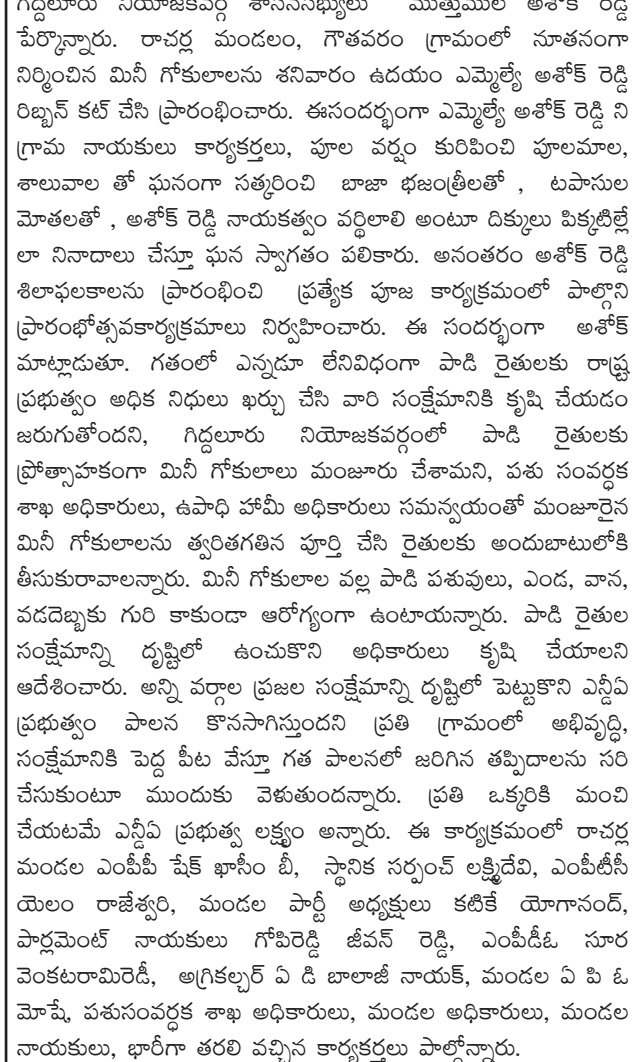 గిద్దలూరు నియోజకవర్గ శాసనసభ్యులు ముత్తుముల అశోక్ రెడ్డి
పేర్కొన్నారు. రాచర్ల మండలం, గౌతవరం గ్రామంలో నూతనంగా
నిర్మించిన మినీ గోకులాలను శనివారం ఉదయం ఎమ్మెల్యే అశోక్ రెడ్డి
రిబ్బన్ కట్ చేసి ప్రారంభించారు. ఈసందర్భంగా ఎమ్మెల్యే అశోక్ రెడ్డి ని
గ్రామ నాయకులు కార్యకర్తలు, పూల వర్షం కురిపించి పూలమాల,
శాలువాల తో ఘనంగా సత్కరించి బాజా భజంత్రీలతో , టపాసుల
మోతలతో , అశోక్ రెడ్డి నాయకత్వం వర్థిలాలి అంటూ దిక్కులు పిక్కటిల్లే
లా నినాదాలు చేస్తూ ఘన స్వాగతం పలికారు. అనంతరం అశోక్ రెడ్డి
శిలాఫలకాలను ప్రారంభించి ప్రత్యేక పూజ కార్యక్రమంలో పాల్గొని
ప్రారంభోత్సవకార్యక్రమాలు నిర్వహించారు. ఈ సందర్భంగా అశోక్
మాట్లాడుతూ. గతంలో ఎన్నడూ లేనివిధంగా పాడి రైతులకు రాష్ట్ర
ప్రభుత్వం అధిక నిధులు ఖర్చు చేసి వారి సంక్షేమానికి కృషి చేయడం
జరుగుతోందని, గిద్దలూరు నియోజకవర్గంలో పాడి రైతులకు
ప్రోత్సాహకంగా మినీ గోకులాలు మంజూరు చేశామని, పశు సంవర్ధక
శాఖ అధికారులు, ఉపాధి హామీ అధికారులు సమన్వయంతో మంజూరైన
మినీ గోకులాలను త్వరితగతిన పూర్తి చేసి రైతులకు అందుబాటులోకి
తీసుకురావాలన్నారు. మినీ గోకులాల వల్ల పాడి పశువులు, ఎండ, వాన,
వడదెబ్బకు గురి కాకుండా ఆరోగ్యంగా ఉంటాయన్నారు. పాడి రైతుల
సంక్షేమాన్ని దృష్టిలో ఉంచుకొని అధికారులు కృషి చేయాలని
ఆదేశించారు. అన్ని వర్గాల ప్రజల సంక్షేమాన్ని దృష్టిలో పెట్టుకొని ఎన్డీఏ
ప్రభుత్వం పాలన కొనసాగిస్తుందని ప్రతి గ్రామంలో అభివృద్ధి,
సంక్షేమానికి పెద్ద పీట వేస్తూ గత పాలనలో జరిగిన తప్పిదాలను సరి
చేసుకుంటూ ముందుకు వెళుతుందన్నారు. ప్రతి ఒక్కరికి మంచి
చేయటమే ఎన్డీఏ ప్రభుత్వ లక్ష్యం అన్నారు. ఈ కార్యక్రమంలో రాచర్ల
మండల ఎంపీపీ షేక్ ఖాసీం బీ, స్థానిక సర్పంచ్ లక్ష్మిదేవి, ఎంపీటీసీ
యెలం రాజేశ్వరి, మండల పార్టీ అధ్యక్షులు కటికే యోగానంద్,
పార్లమెంట్ నాయకులు గోపిరెడ్డి జీవన్ రెడ్డి, ఎంపీడీఓ సూర
వెంకటరామిరెడీ, అగ్రికల్చర్ ఏ డి బాలాజీ నాయక్, మండల ఏ పి ఓ
మోషే, పశుసంవర్ధక శాఖ అధికారులు, మండల అధికారులు, మండల
నాయకులు, భారీగా తరలి వచ్చిన కార్యకర్తలు పాల్గోన్నారు.